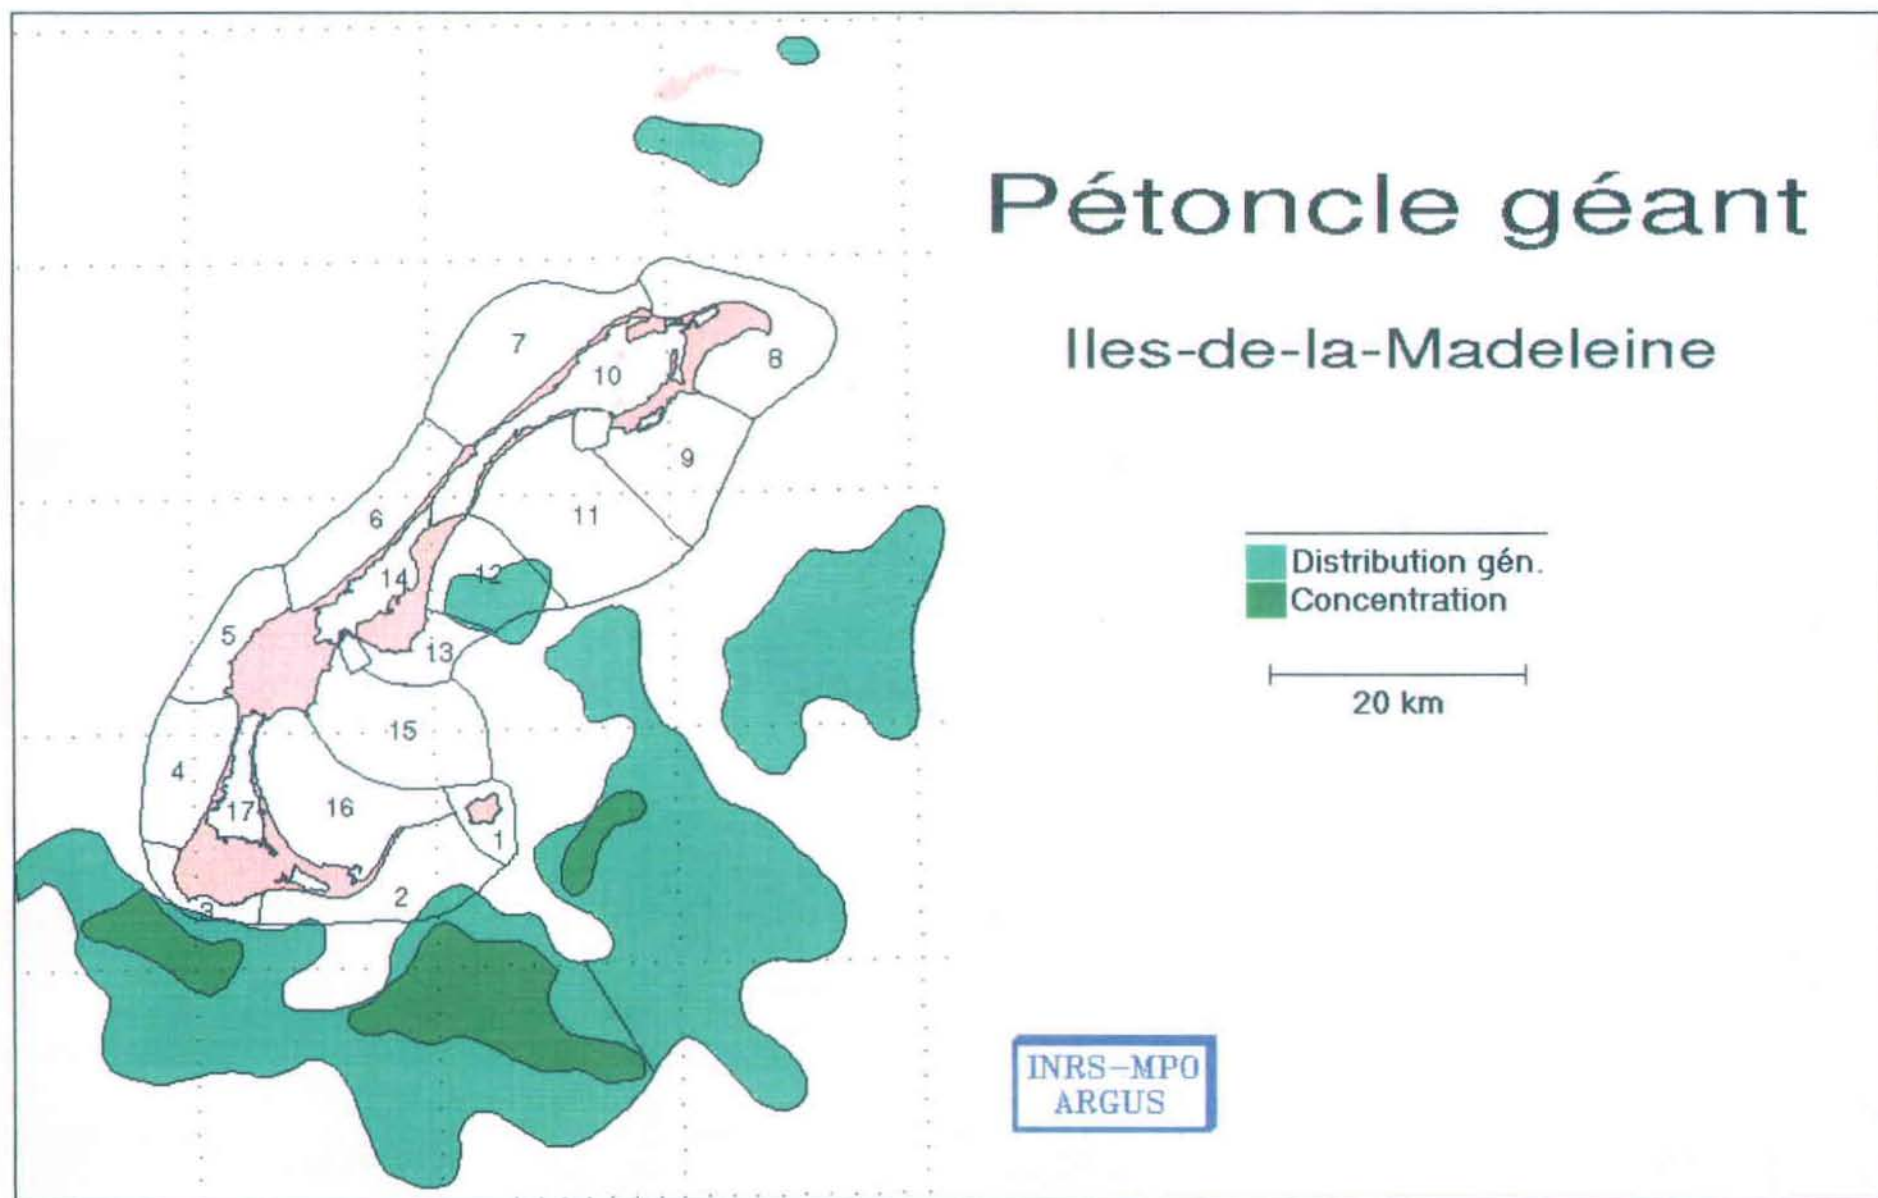 Pétoncle géant
Iles-de-la-Madeleine
7
8
10
9
11
6
12
14
5
13
15
4
16
17
1
2
3
Distribution gén.
Concentration
20 km
INRS-MPO
ARGUS